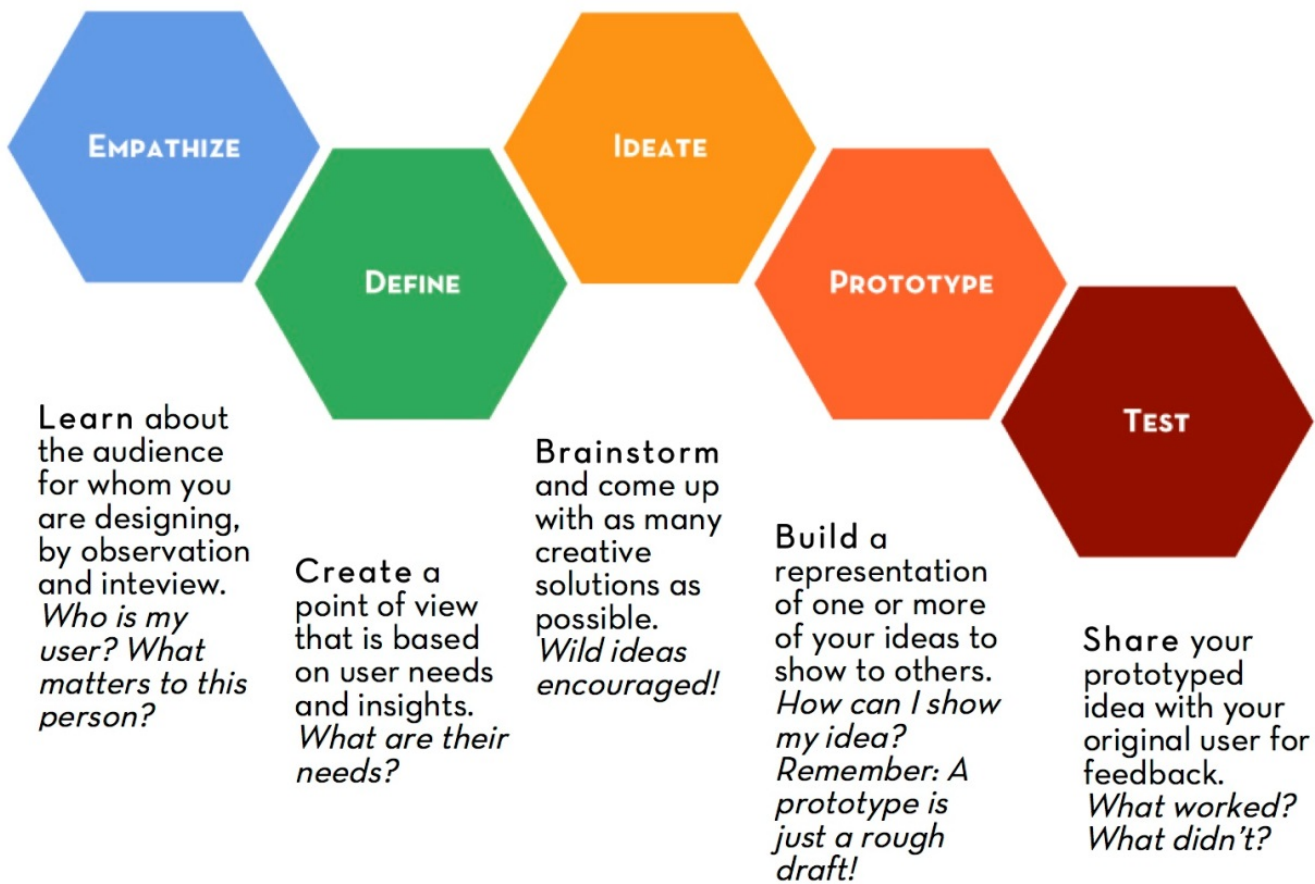 EMPATHIZE
DEFINE
IDEATE
PROTOTYPE
TEST
Learn about
the audience
for whom you
are designing,
by observation
and inteview.
Who is my
user? What
matters to this
person?
Create a
point of view
that is based
on user needs
and insights.
What are their
needs?
Brainstorm
and come up
with as many
creative
solutions as
possible.
Wild ideas
encouraged!
Build a
representation
of one or more
of your ideas to
show to others.
How can I show
my idea?
Remember: A
prototype is
just a rough
draft!
Share your
prototyped
idea with your
original user for
feedback.
What worked?
What didn't?